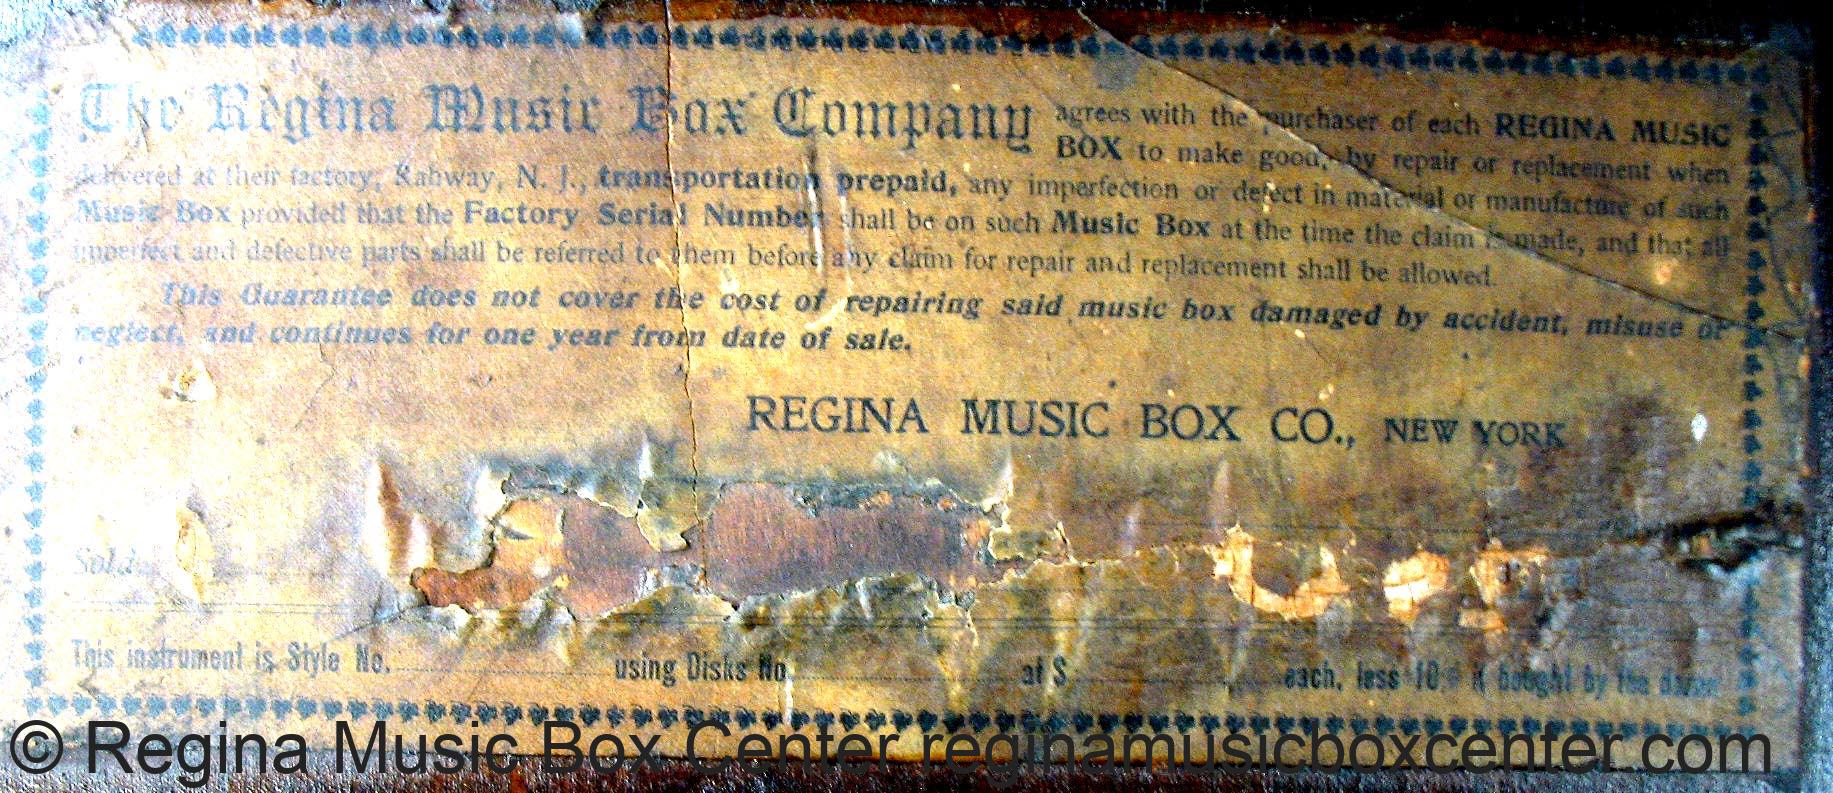 The Regina Music Box Company agrees with the purchaser of each REGINA MUSIC
BOX to make good, by repair or replacement when
delivered at their factory, Rahway, N. J., transportation prepaid, any imperfection or defect in material or manufacture of such
Music Box provided that the Factory Serial Number shall be on such Music Box at the time the claim is made, and that all
imperfect and defective parts shall be referred to them before any claim for repair and replacement shall be allowed.
This Guarantee does not cover the cost of repairing said music box damaged by accident, misuse or
neglect, and continues for one year from date of sale.
REGINA MUSIC BOX CO., NEW YORK
Sold
This instrument is Style No. using Disks No. at $ each, less 10 % if bought by the dozen
© Regina Music Box Center reginamusicboxcenter.com